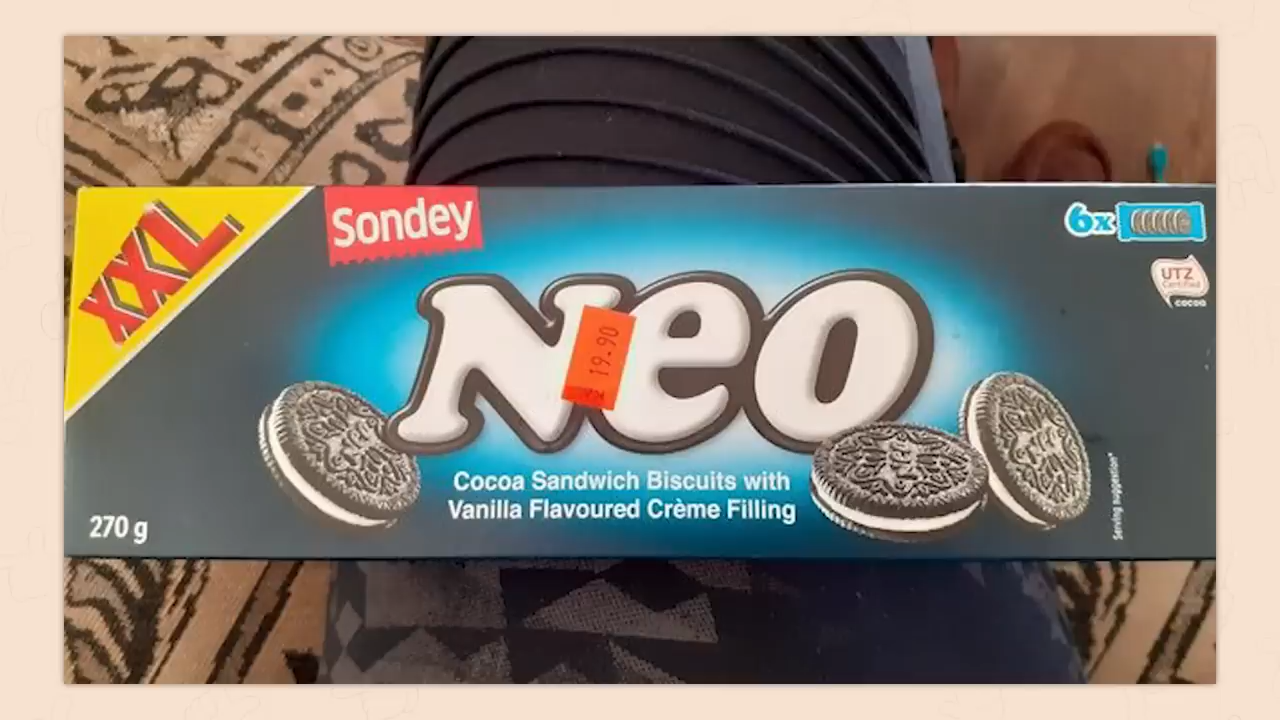 XXL
Sondey
6x
UTZ
Certified
cocoa
Neo
19.90
Cocoa Sandwich Biscuits with
Vanilla Flavoured Crème Filling
270 g
Serving suggestion*